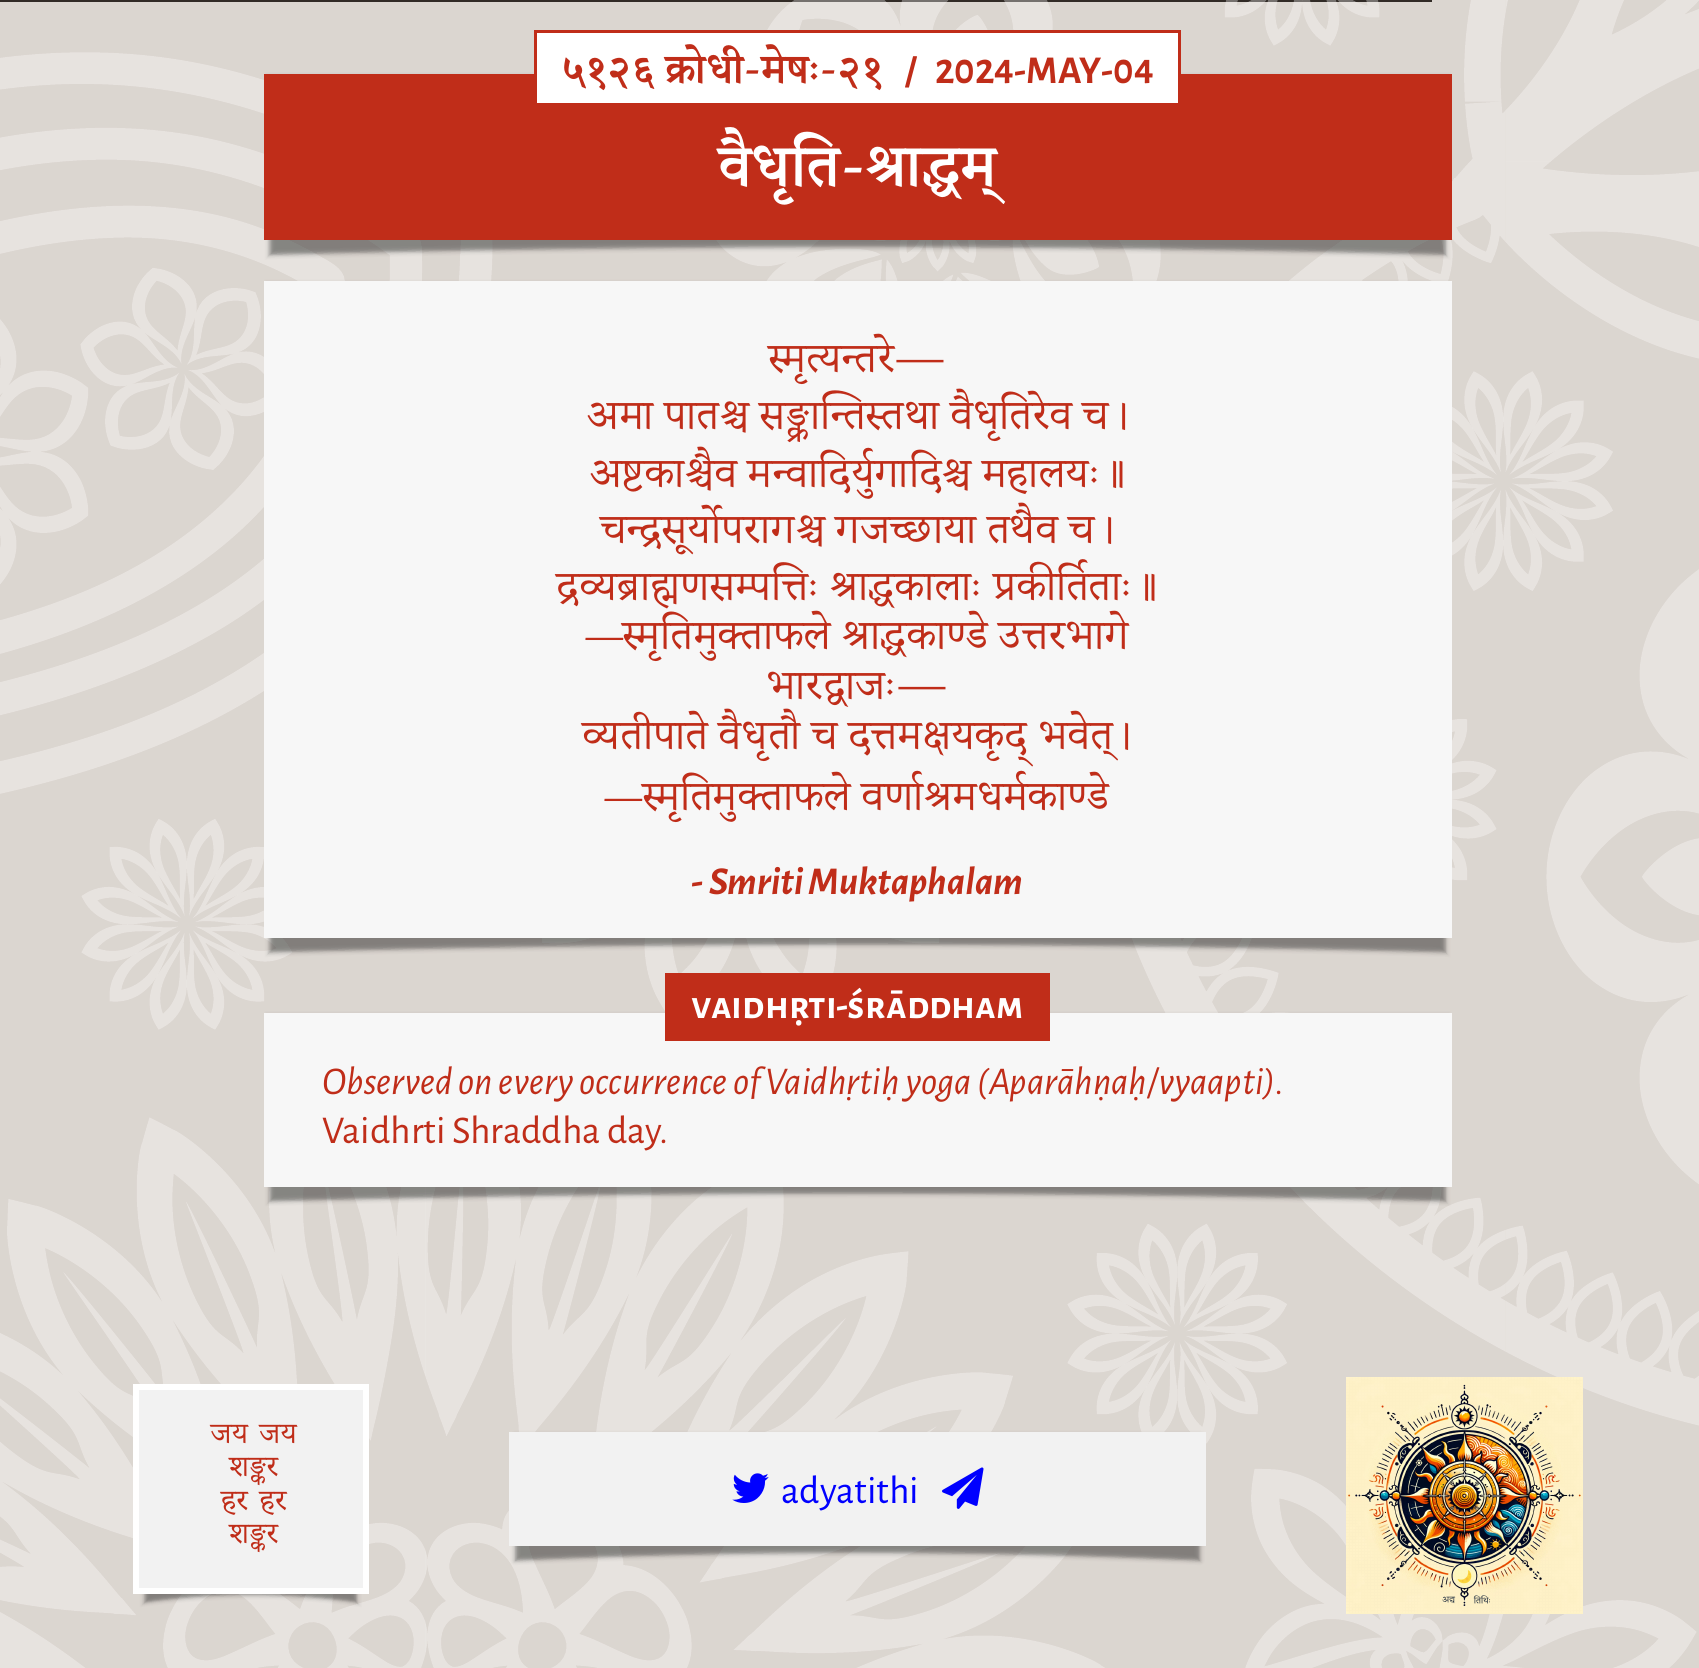 ५१२६ क्रोधी-मेषः-२१ / 2024-MAY-04
वैधृति-श्राद्धम्
स्मृत्यन्तरे—
अमा पातश्च सङ्क्रान्तिस्तथा वैधृतिरेव च।
अष्टकाश्चैव मन्वादिर्युगादिश्च महालयः॥
चन्द्रसूर्योपरागश्च गजच्छाया तथैव च।
द्रव्यब्राह्मणसम्पत्तिः श्राद्धकालाः प्रकीर्तिताः॥
—स्मृतिमुक्ताफले श्राद्धकाण्डे उत्तरभागे
भारद्वाजः—
व्यतीपाते वैधृतौ च दत्तमक्षयकृद् भवेत्।
—स्मृतिमुक्ताफले वर्णाश्रमधर्मकाण्डे
- Smriti Muktaphalam
VAIDHṚTI-ŚRĀDDHAM
Observed on every occurrence of Vaidhṛtiḥ yoga (Aparāhṇaḥ/vyaapti).
Vaidhrti Shraddha day.
जय जय
शङ्कर
हर हर
शङ्कर
adyatithi
अद्य तिथिः